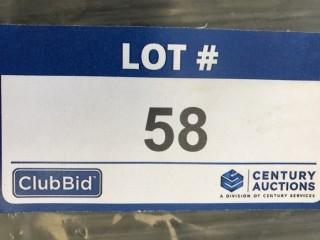 LOT #
58
ClubBid
CENTURY
AUCTIONS
A DIVISION OF CENTURY SERVICES